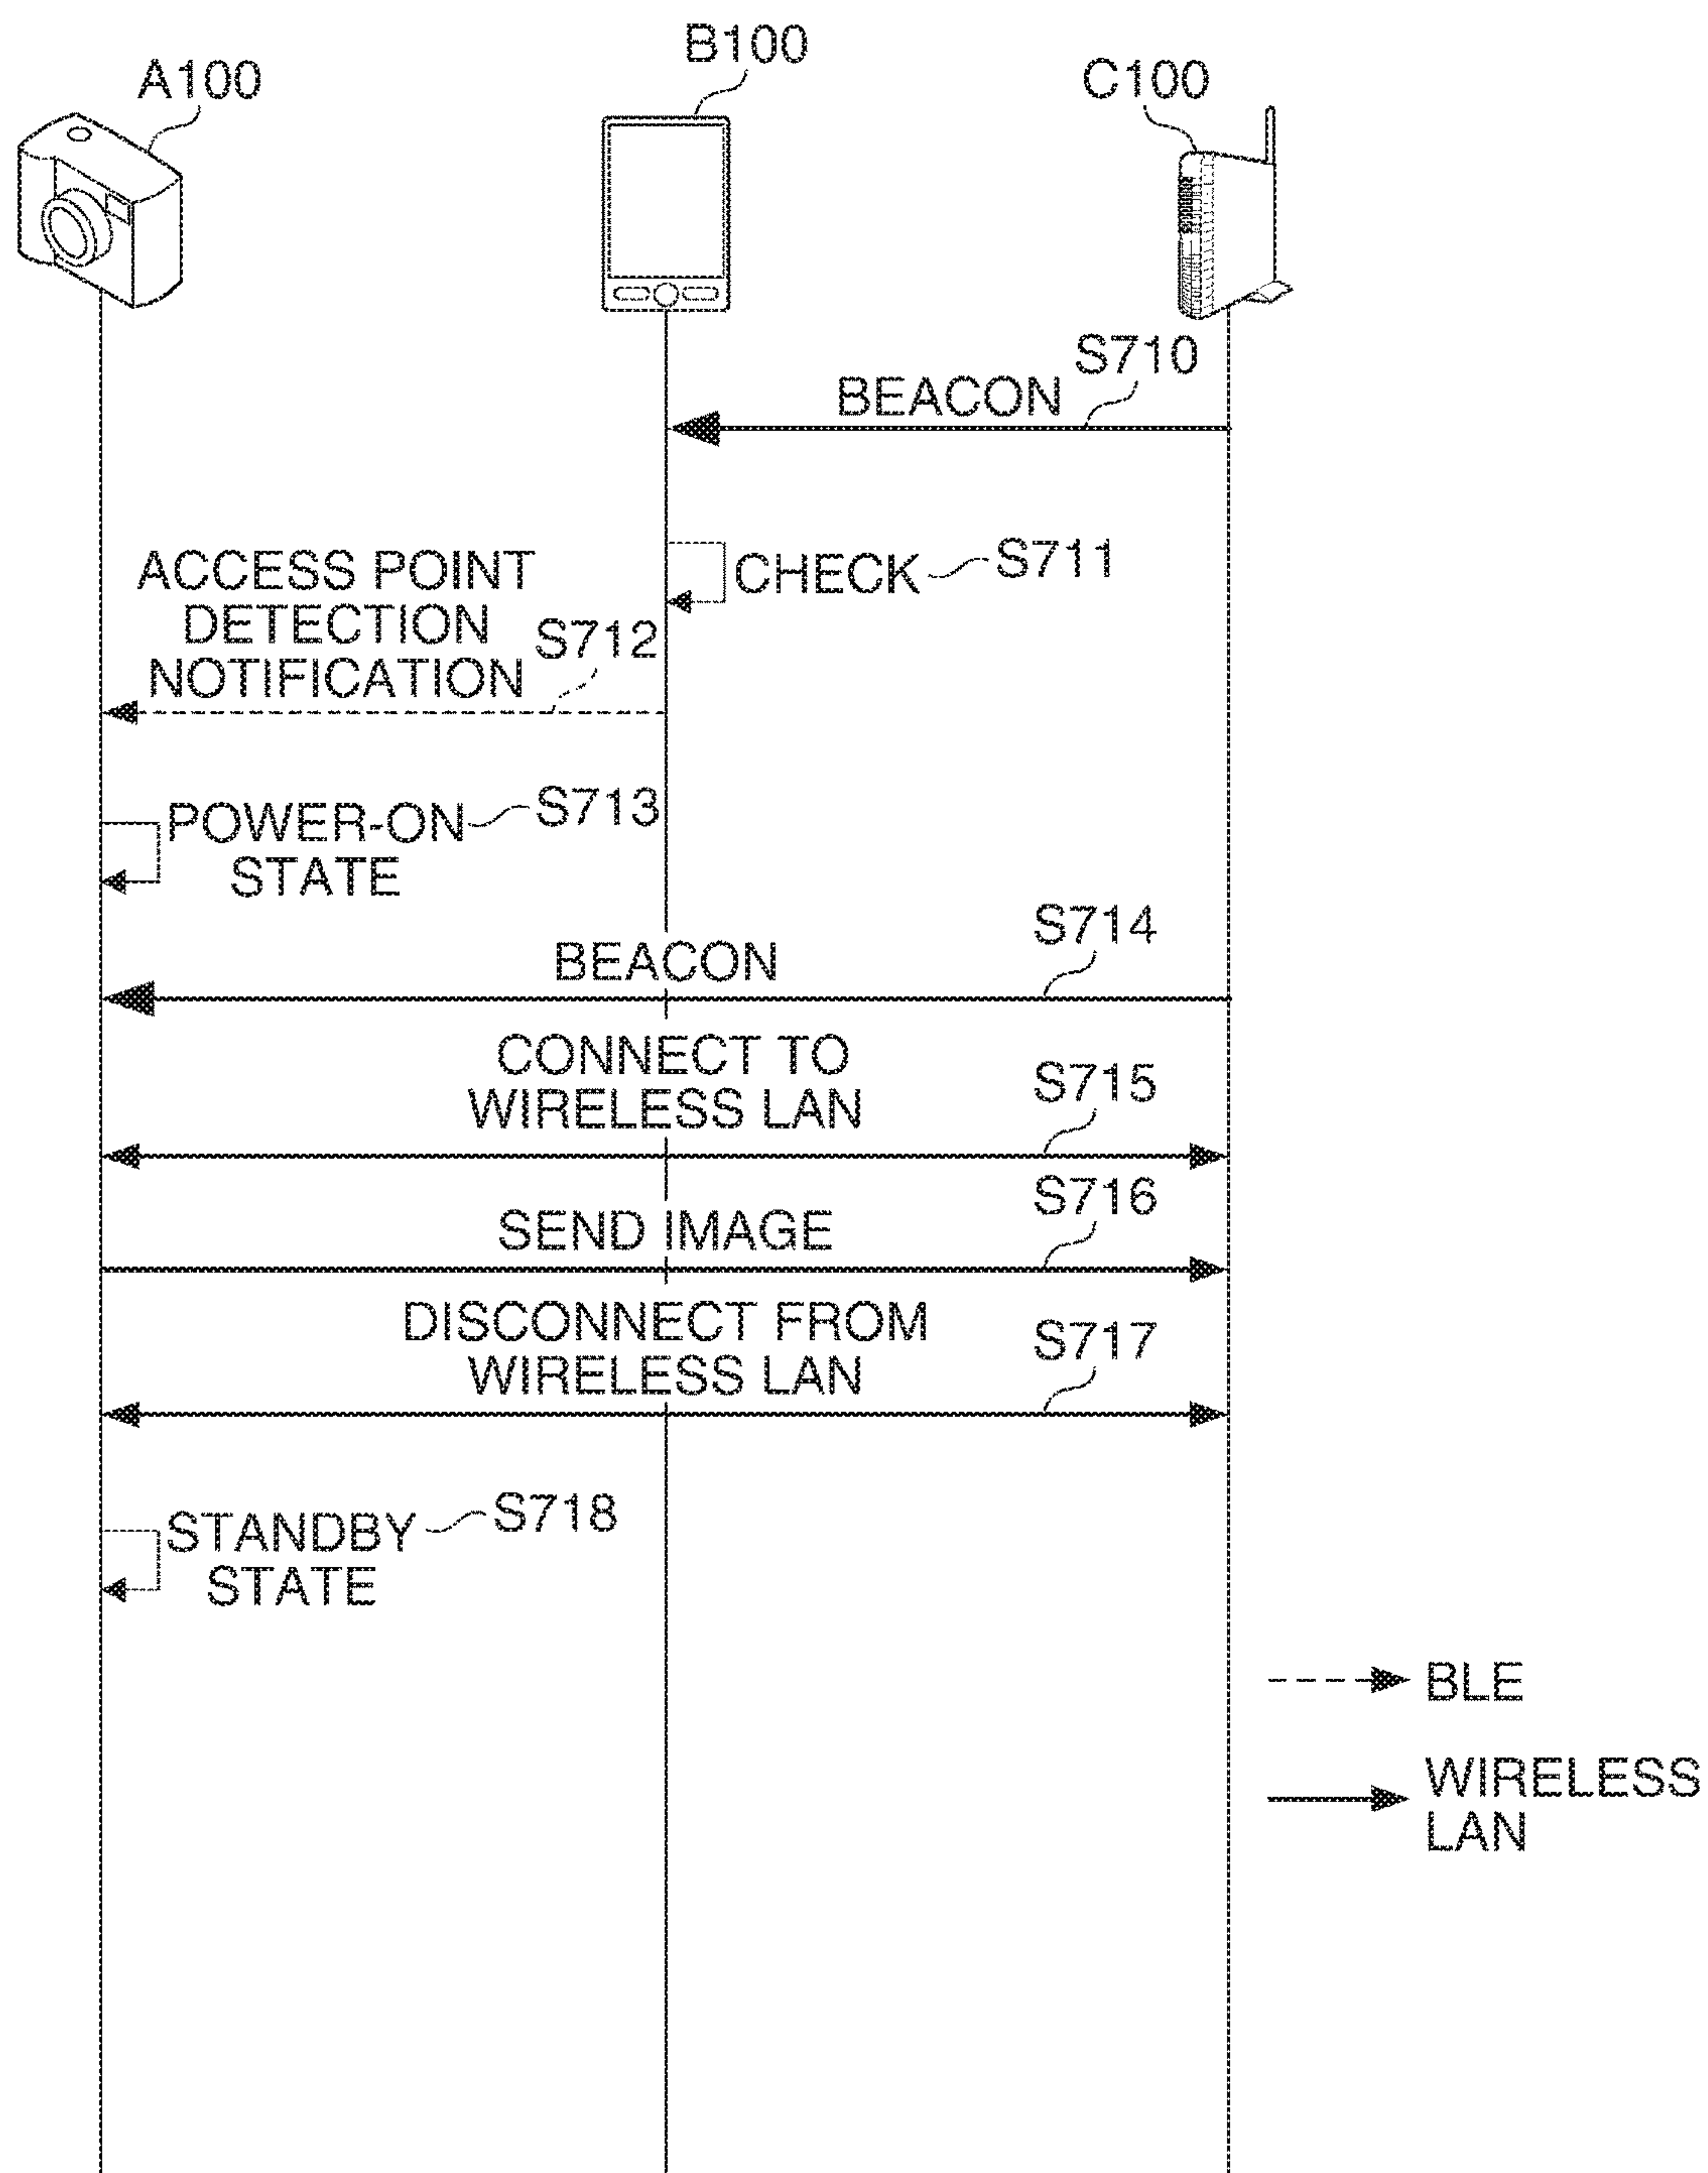 A100
B100
C100
S710
BEACON
CHECK
S711
ACCESS POINT
DETECTION
NOTIFICATION
S712
POWER-ON
STATE
S713
S714
BEACON
CONNECT TO
WIRELESS LAN
S715
S716
SEND IMAGE
DISCONNECT FROM
WIRELESS LAN
S717
STANDBY
STATE
S718
BLE
WIRELESS
LAN